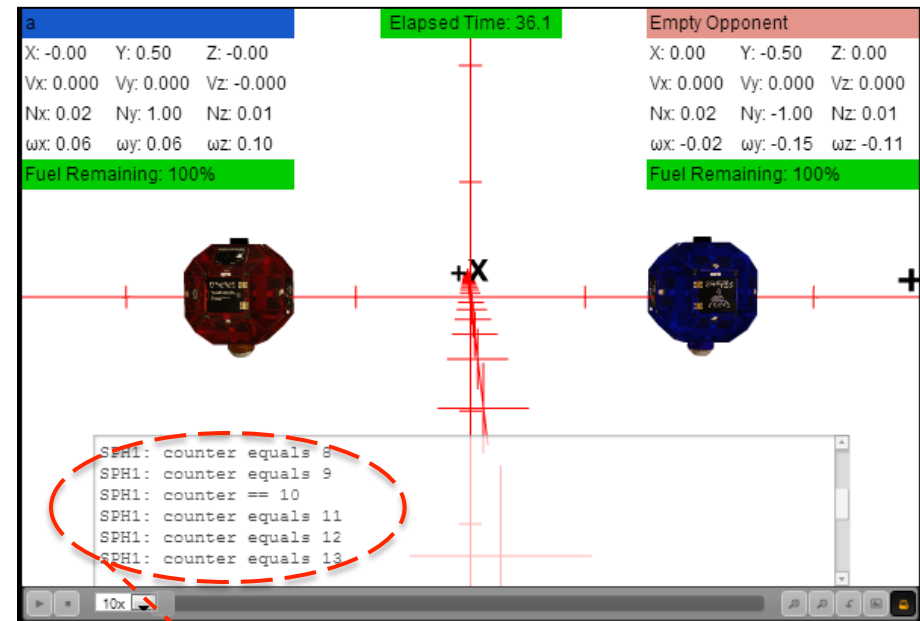 a
X: -0.00 Y: 0.50 Z: -0.00
Vx: 0.000 Vy: 0.000 Vz: -0.000
Nx: 0.02 Ny: 1.00 Nz: 0.01
ωx: 0.06 ωy: 0.06 ωz: 0.10
Fuel Remaining: 100%
Elapsed Time: 36.1
Empty Opponent
X: 0.00 Y: -0.50 Z: 0.00
Vx: 0.000 Vy: 0.000 Vz: 0.000
Nx: 0.02 Ny: -1.00 Nz: 0.01
ωx: -0.02 ωy: -0.15 ωz: -0.11
Fuel Remaining: 100%
+X
+
SPH1: counter equals 8
SPH1: counter equals 9
SPH1: counter == 10
SPH1: counter equals 11
SPH1: counter equals 12
SPH1: counter equals 13
10x